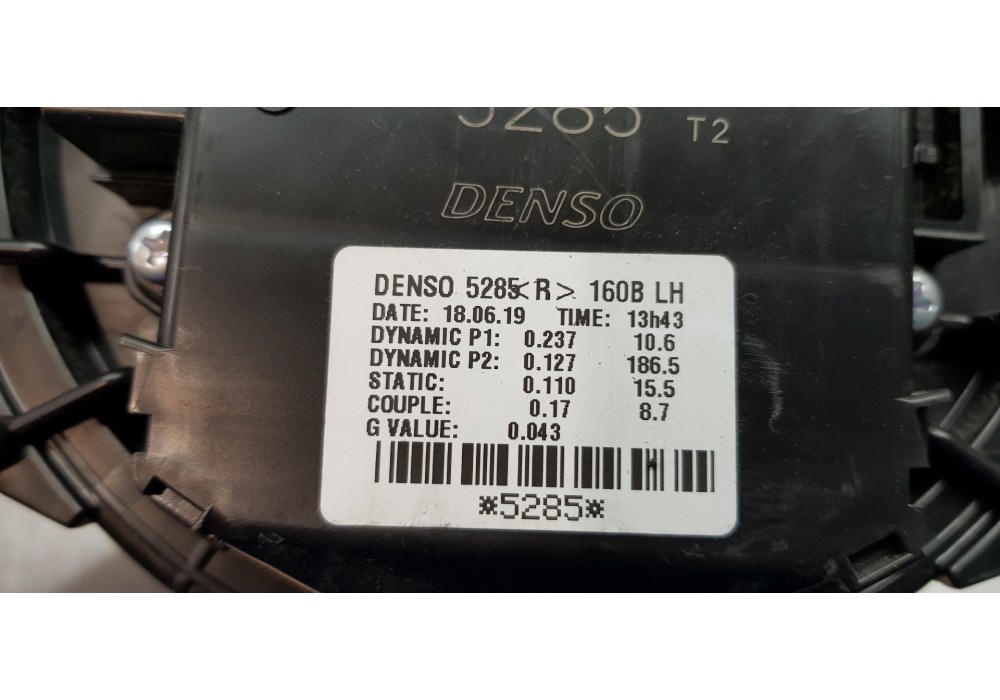 5285 T2
DENSO
DENSO 5285<R> 160B LH
DATE: 18.06.19 TIME: 13h43
DYNAMIC P1: 0.237 10.6
DYNAMIC P2: 0.127 186.5
STATIC: 0.110 15.5
COUPLE: 0.17 8.7
G VALUE: 0.043
*5285*